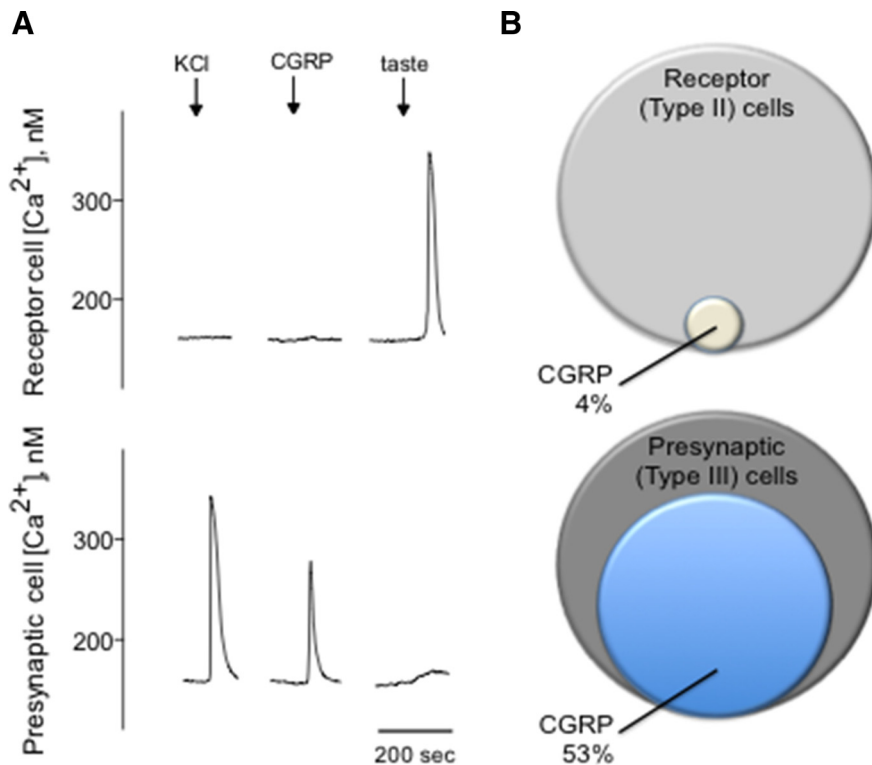 A
KCl
CGRP
taste
Receptor cell [Ca2+], nM
300
200
Presynaptic cell [Ca2+], nM
300
200
200 sec
B
Receptor
(Type II) cells
CGRP
4%
Presynaptic
(Type III) cells
CGRP
53%